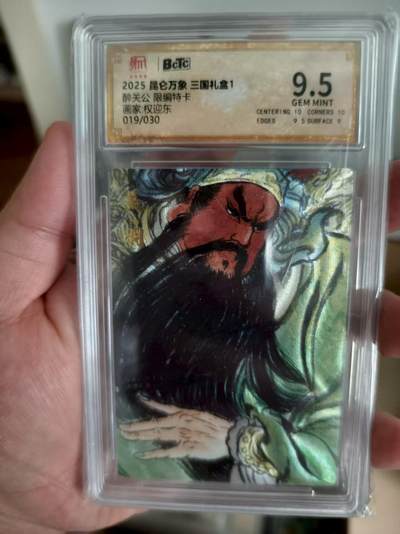 BCTC
9.5
2025 昆仑万象 三国礼盒1
GEM MINT
醉关公 限编特卡
CENTERING 10 CORNERS 10
画家:权迎东
EDGES 9.5 SURFACE 9
019/030